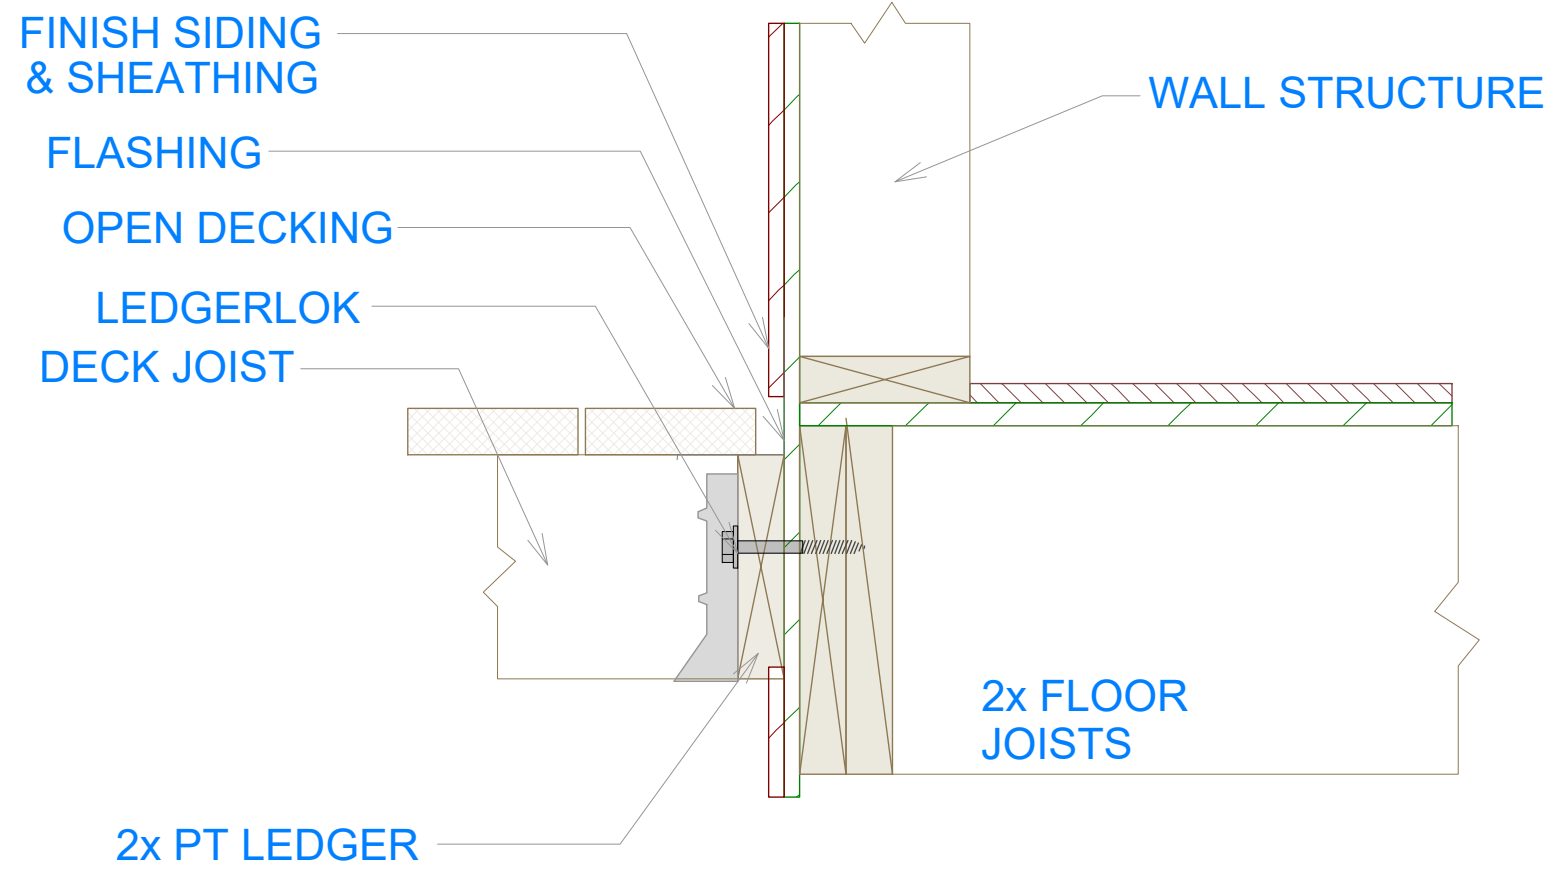 FINISH SIDING
& SHEATHING
WALL STRUCTURE
FLASHING
OPEN DECKING
LEDGERLOK
DECK JOIST
2x FLOOR
JOISTS
2x PT LEDGER